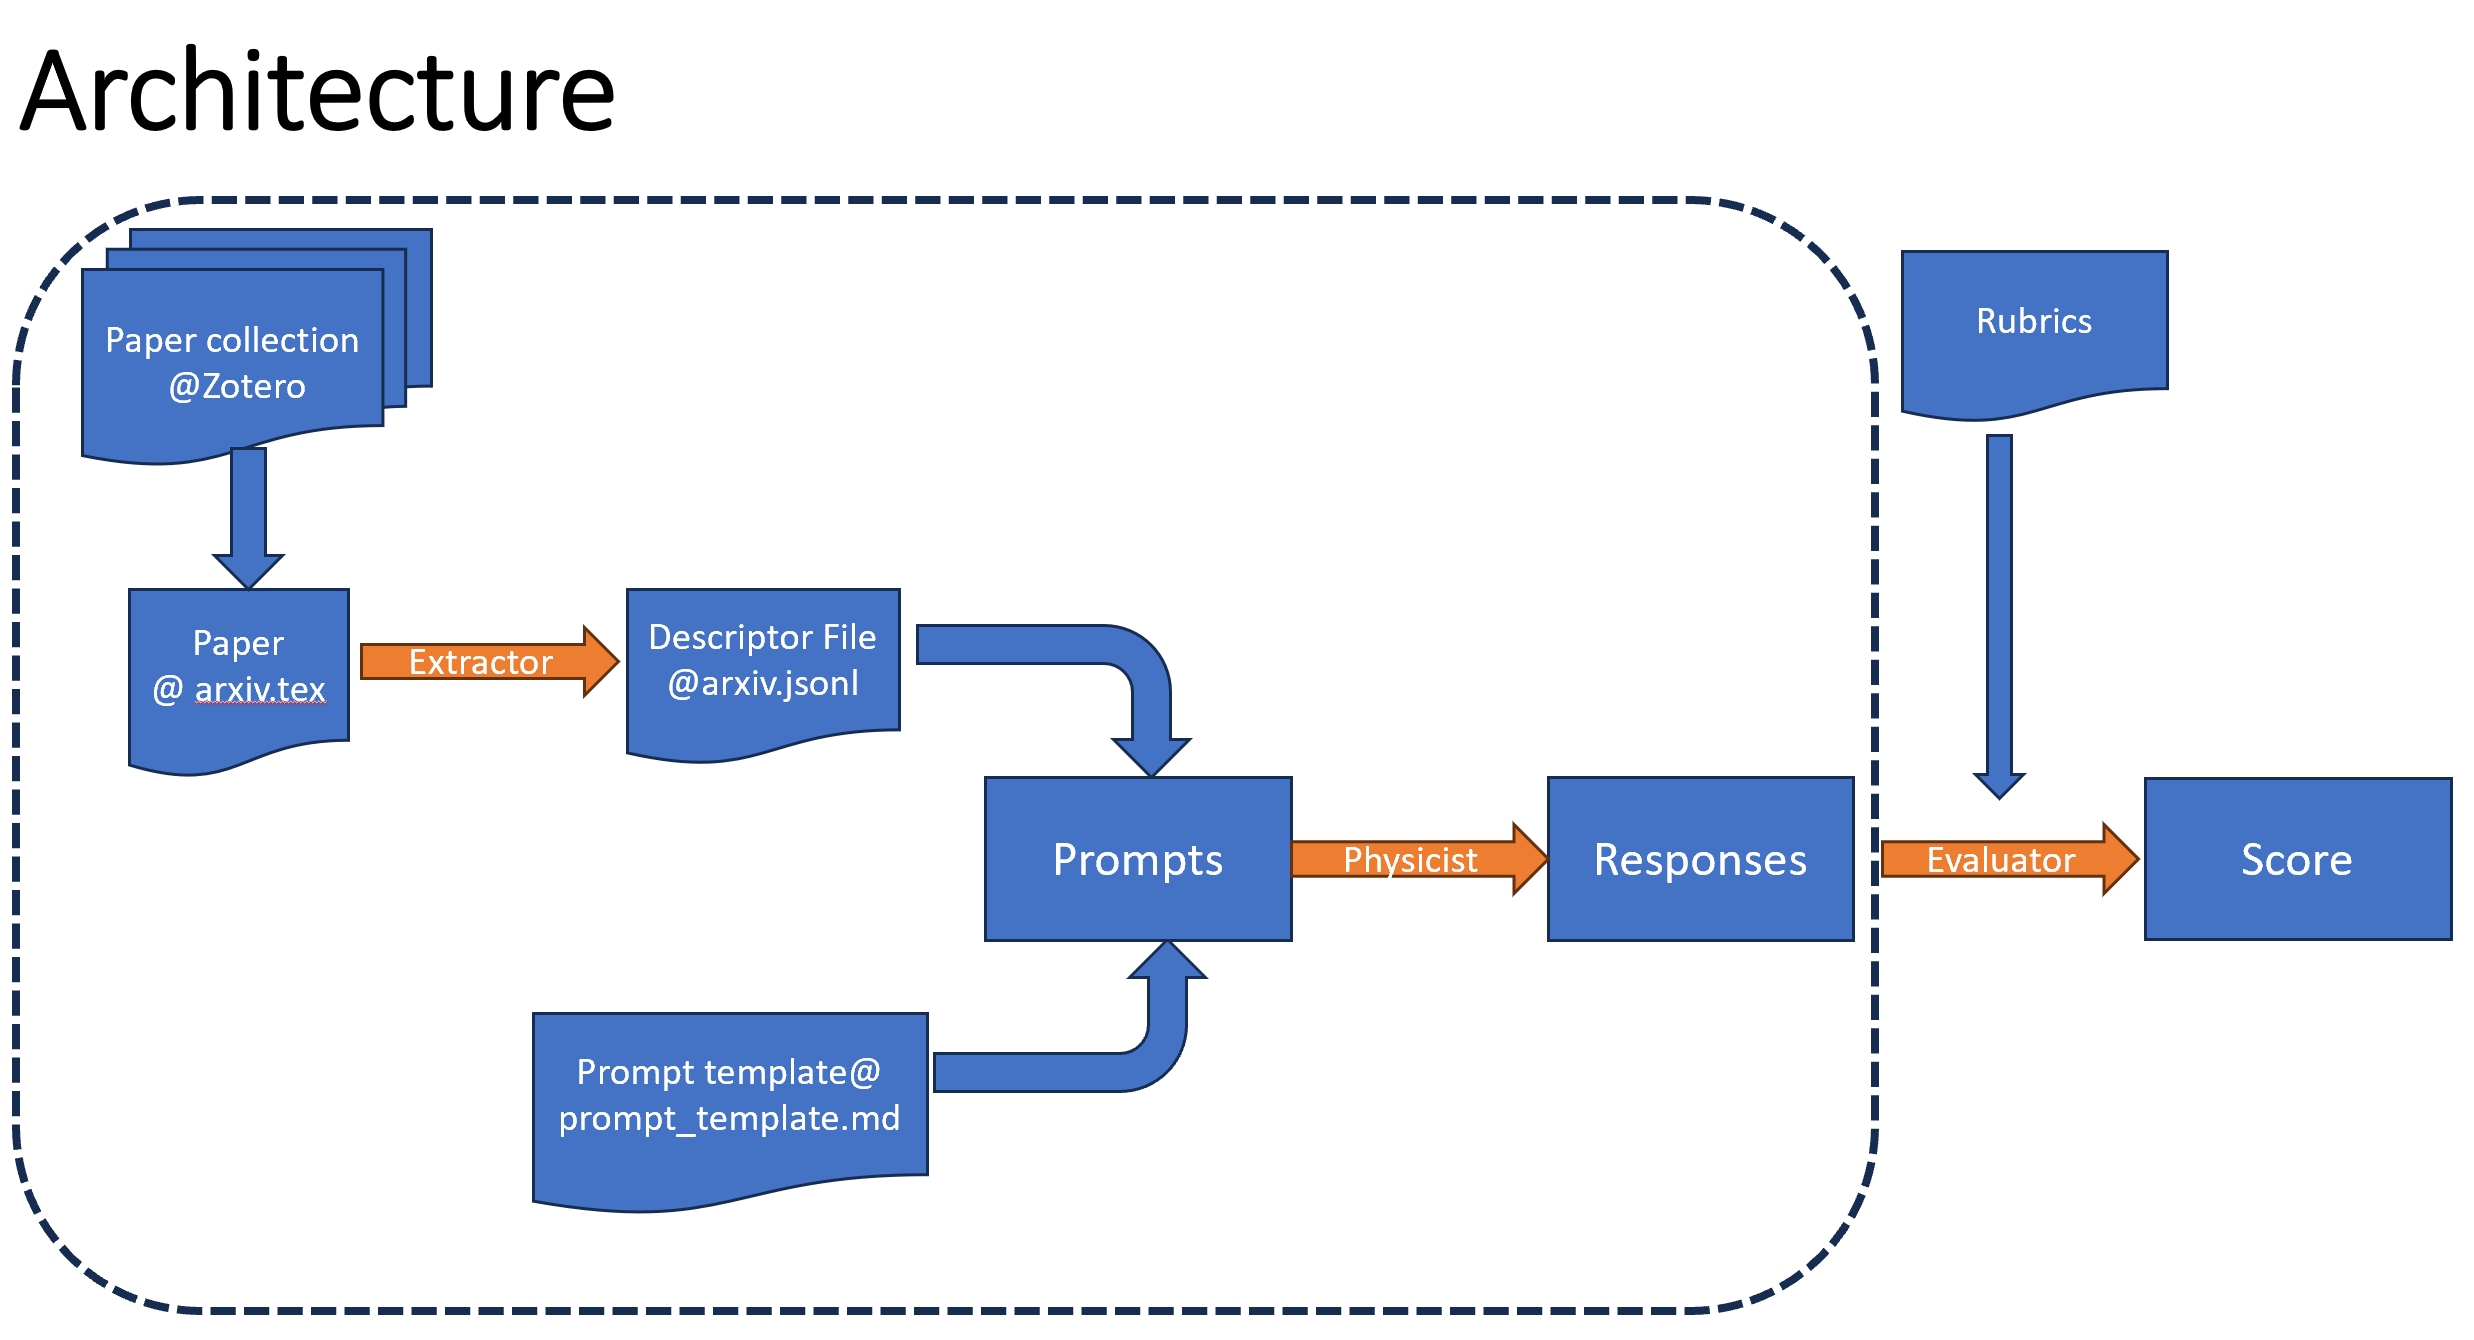 Architecture
Paper collection
@Zotero
Rubrics
Paper
@ arxiv.tex
Extractor
Descriptor File
@arxiv.jsonl
Prompts
Physicist
Responses
Evaluator
Score
Prompt template@
prompt_template.md